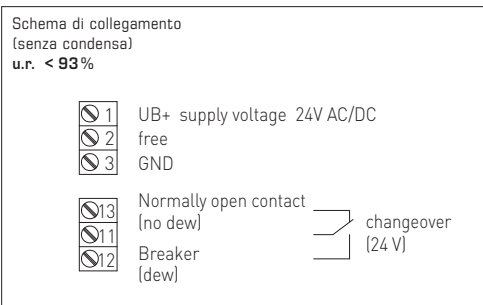 Schema di collegamento
(senza condensa)
u.r. < 93%
1 UB+ supply voltage 24V AC/DC
2 free
3 GND
13 Normally open contact
(no dew)
11
changeover
(24 V)
12 Breaker
(dew)